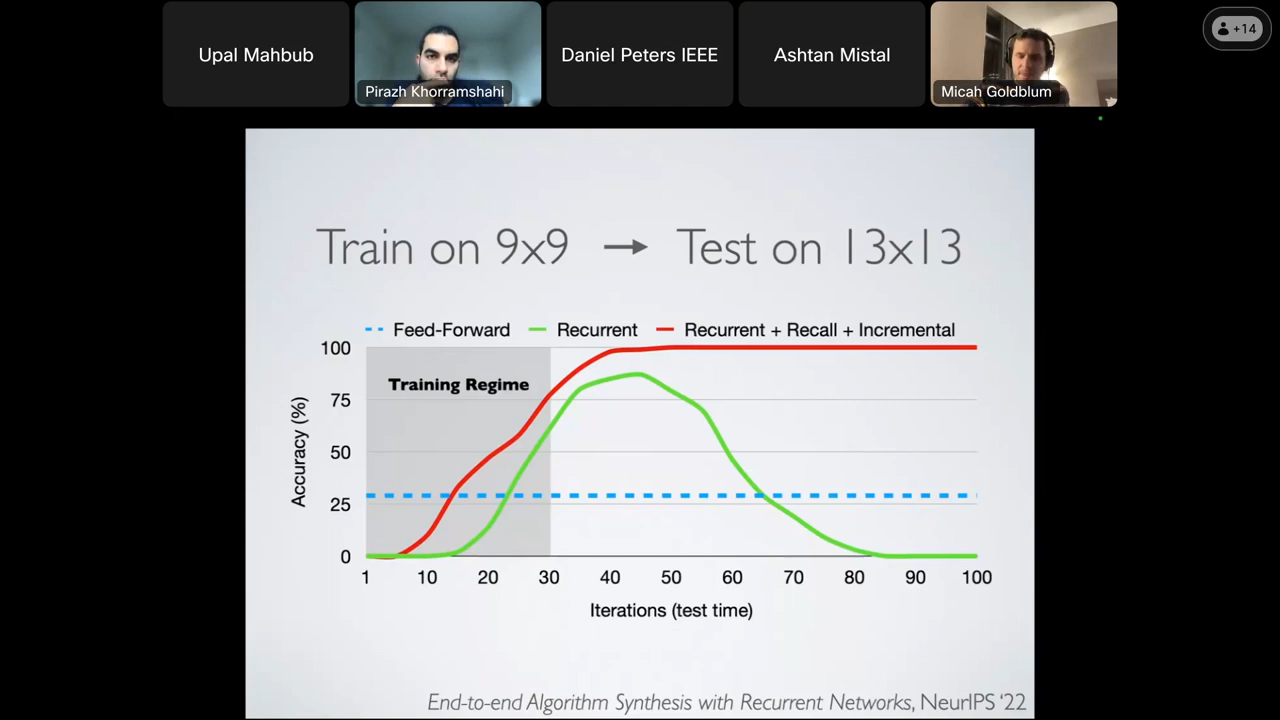 Upal Mahbub
Pirazh Khorramshahi
Daniel Peters IEEE
Ashtan Mistal
Micah Goldblum
+14
Train on 9x9 → Test on 13x13
Feed-Forward
Recurrent
Recurrent + Recall + Incremental
Training Regime
Accuracy (%)
100
75
50
25
0
1 10 20 30 40 50 60 70 80 90 100
Iterations (test time)
End-to-end Algorithm Synthesis with Recurrent Networks, NeurIPS ‘22